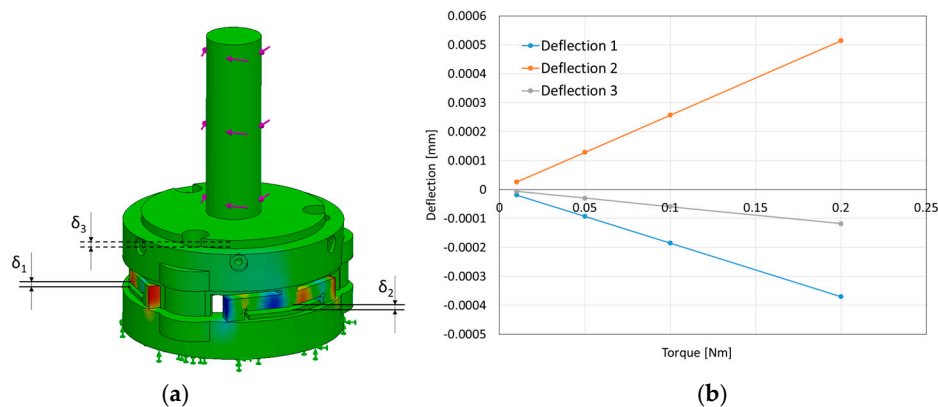 δ3
δ1
δ2
(a)
0.0006
0.0005
0.0004
0.0003
0.0002
0.0001
0
-0.0001
-0.0002
-0.0003
-0.0004
-0.0005
Deflection [mm]
Deflection 1
Deflection 2
Deflection 3
0 0.05 0.1 0.15 0.2 0.25
Torque [Nm]
(b)